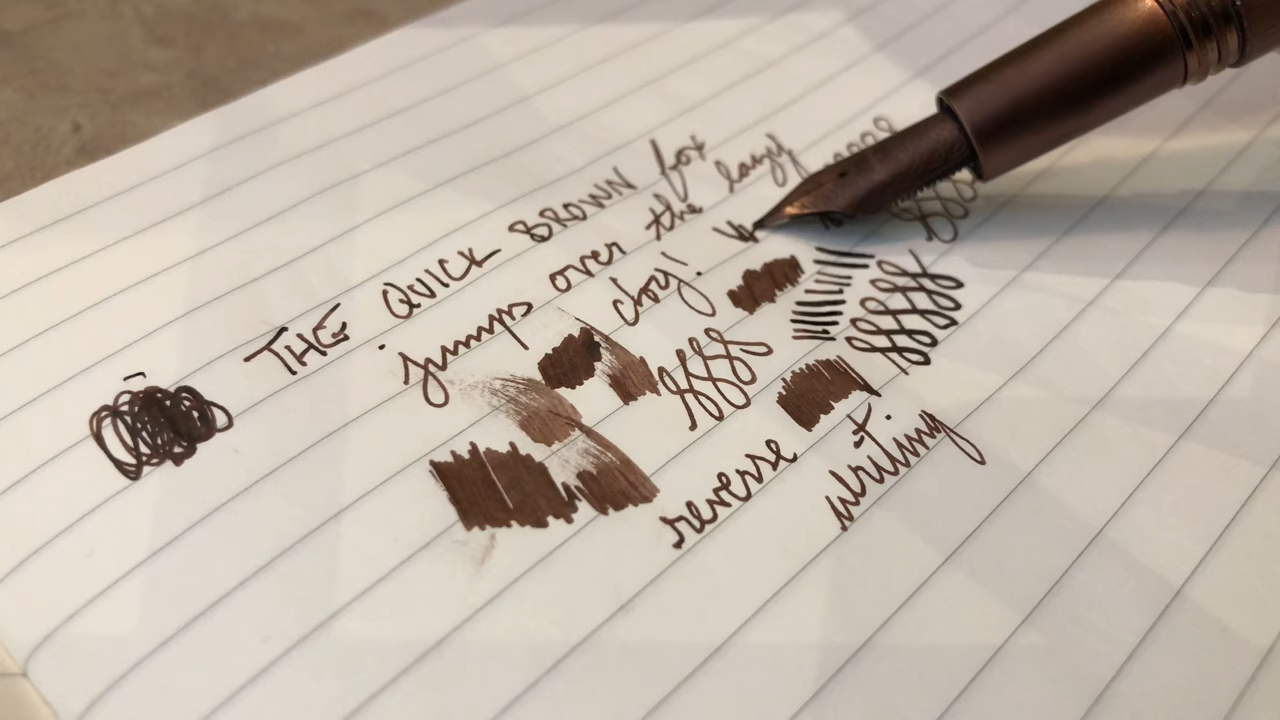 THE QUICK BROWN fox
jumps over the lazy
dog!
reverse
writing